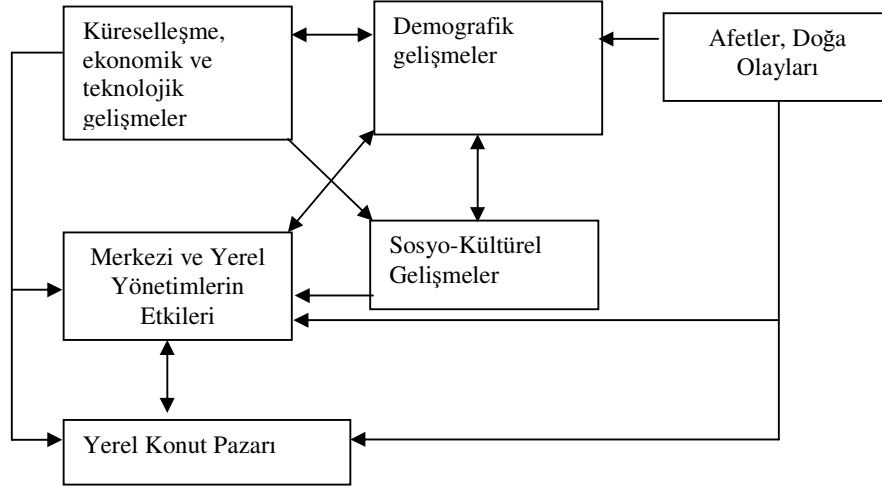 Küreselleşme,
ekonomik ve
teknolojik
gelişmeler
Demografik
gelişmeler
Afetler, Doğa
Olayları
Merkezi ve Yerel
Yönetimlerin
Etkileri
Sosyo-Kültürel
Gelişmeler
Yerel Konut Pazarı